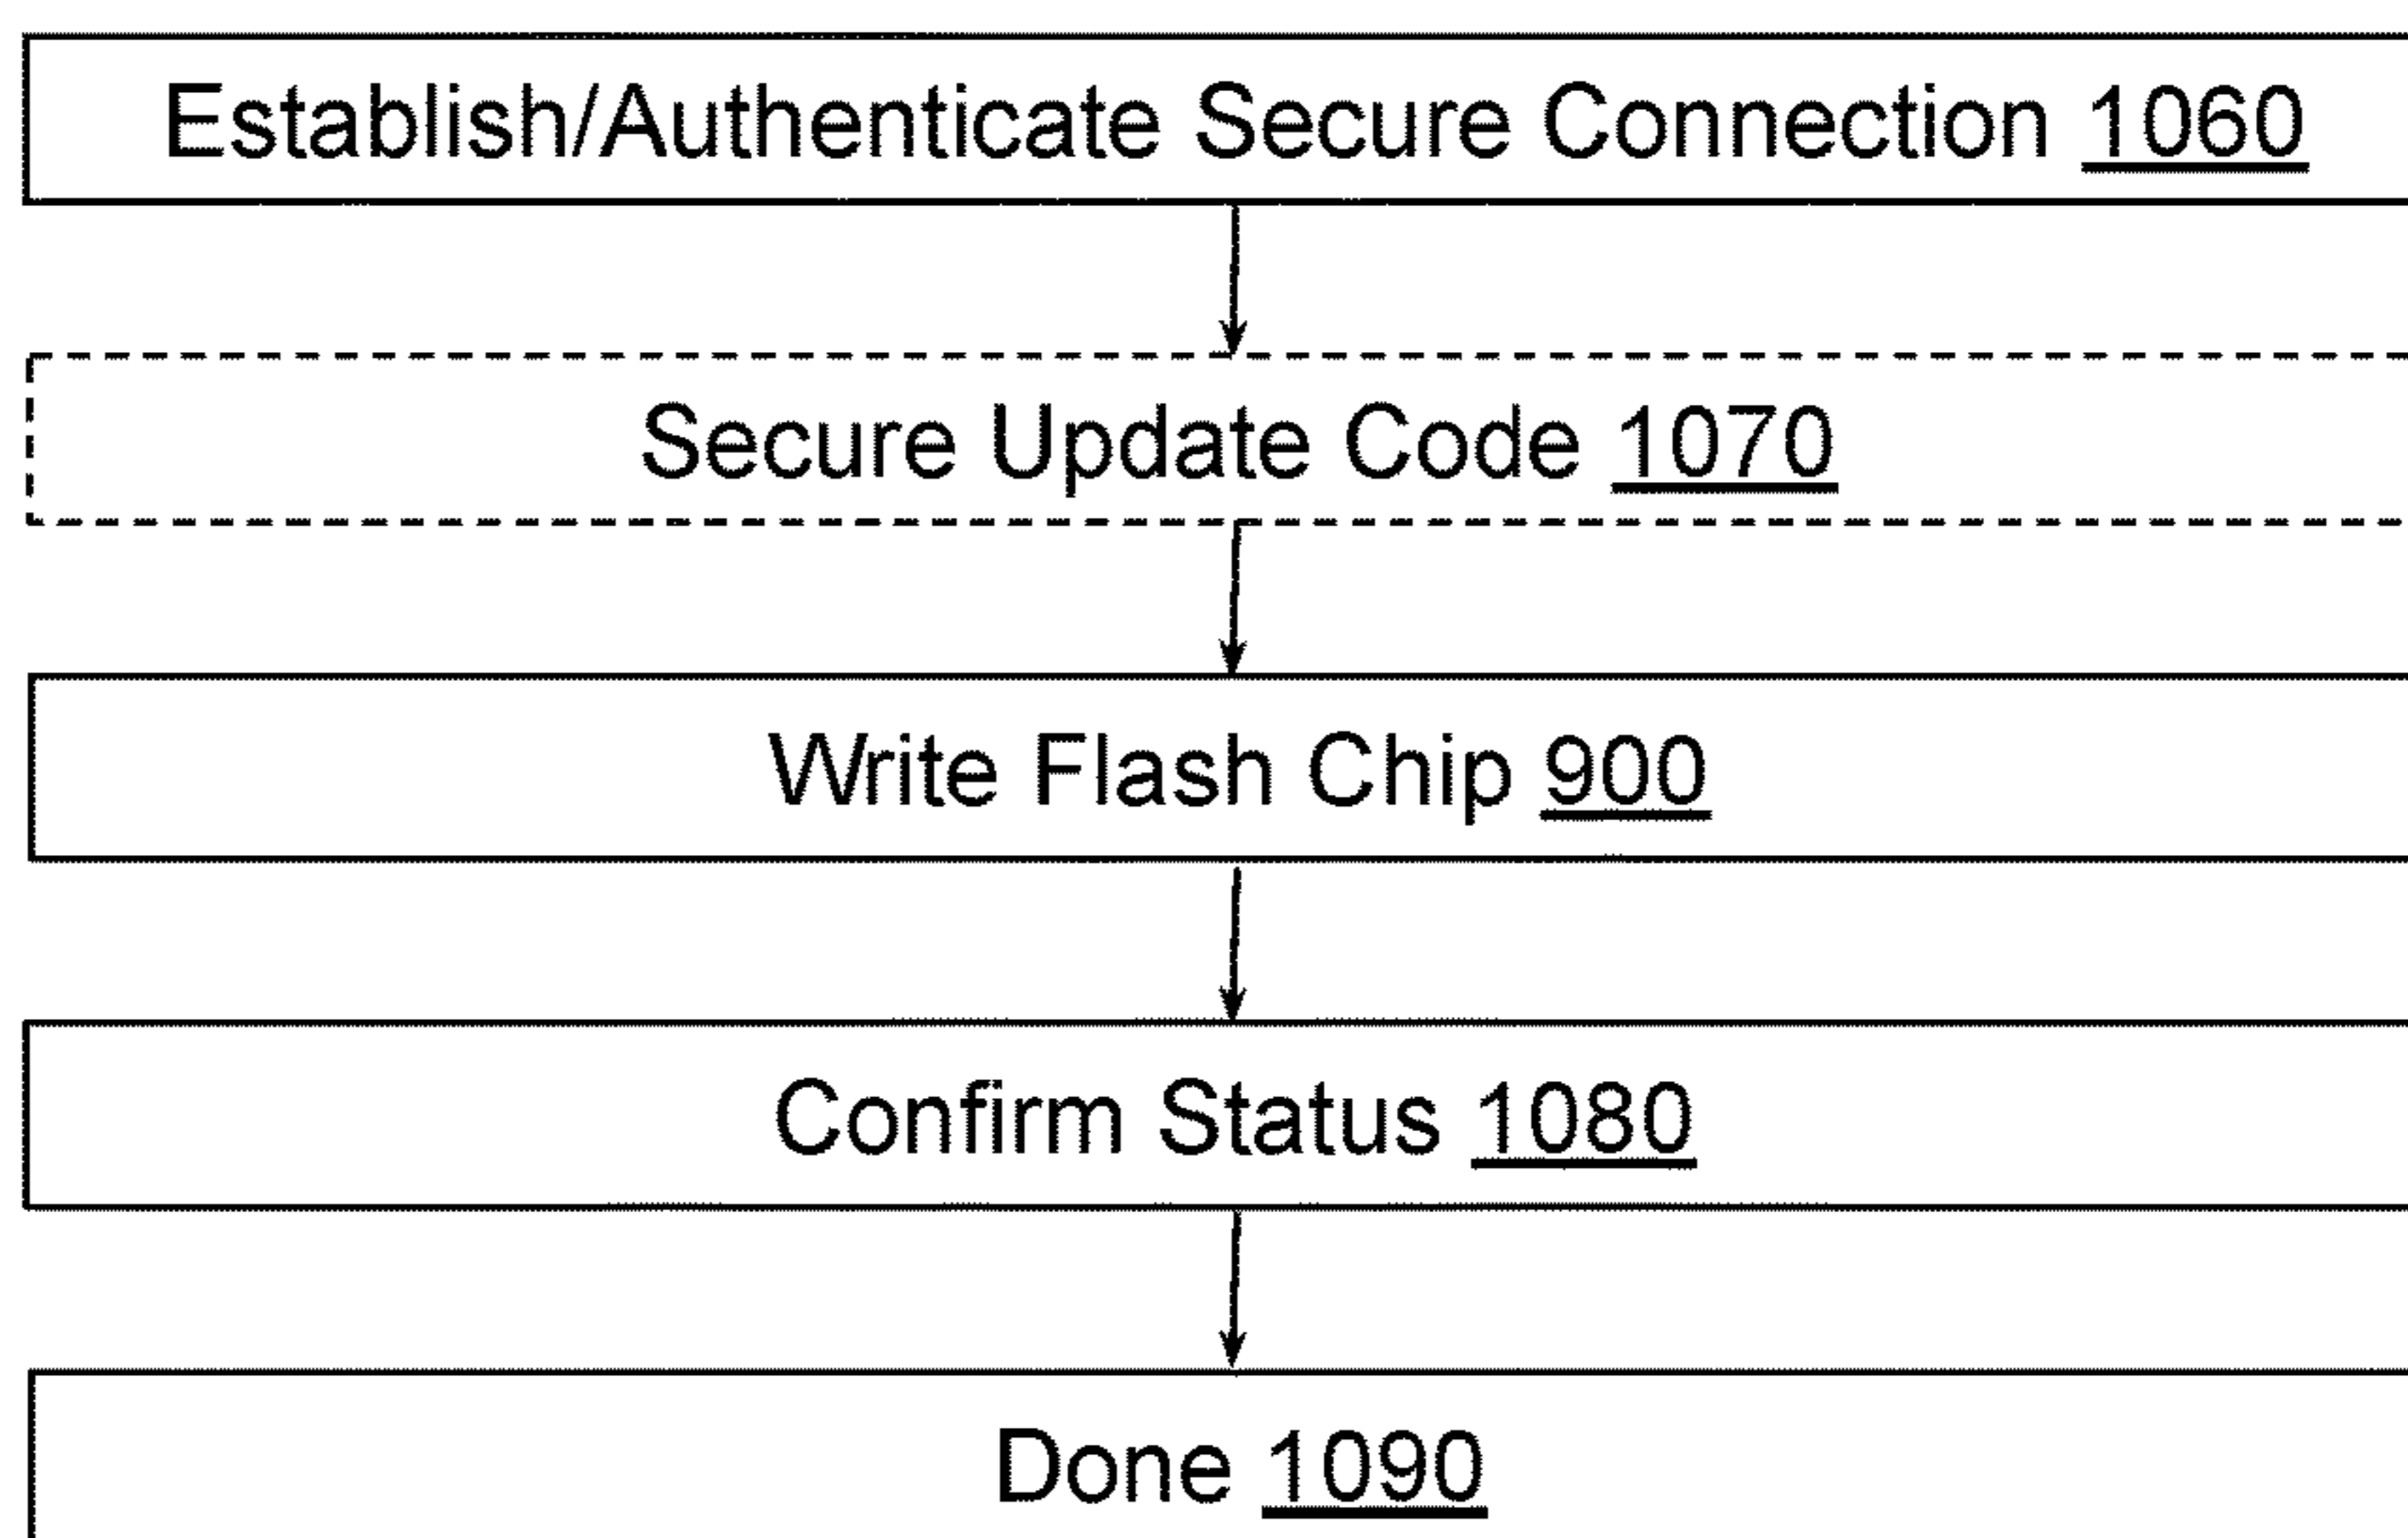 Establish/Authenticate Secure Connection 1060
Secure Update Code 1070
Write Flash Chip 900
Confirm Status 1080
Done 1090